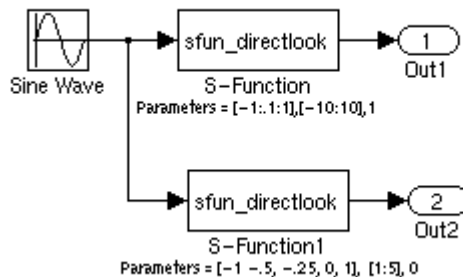 sfun_directlook
1
Sine Wave
S-Function
Out1
Parameters = [-1:.1:1],[-10:10],1
sfun_directlook
2
S-Function1
Out2
Parameters = [-1 -.5, -.25, 0, 1], [1:5], 0